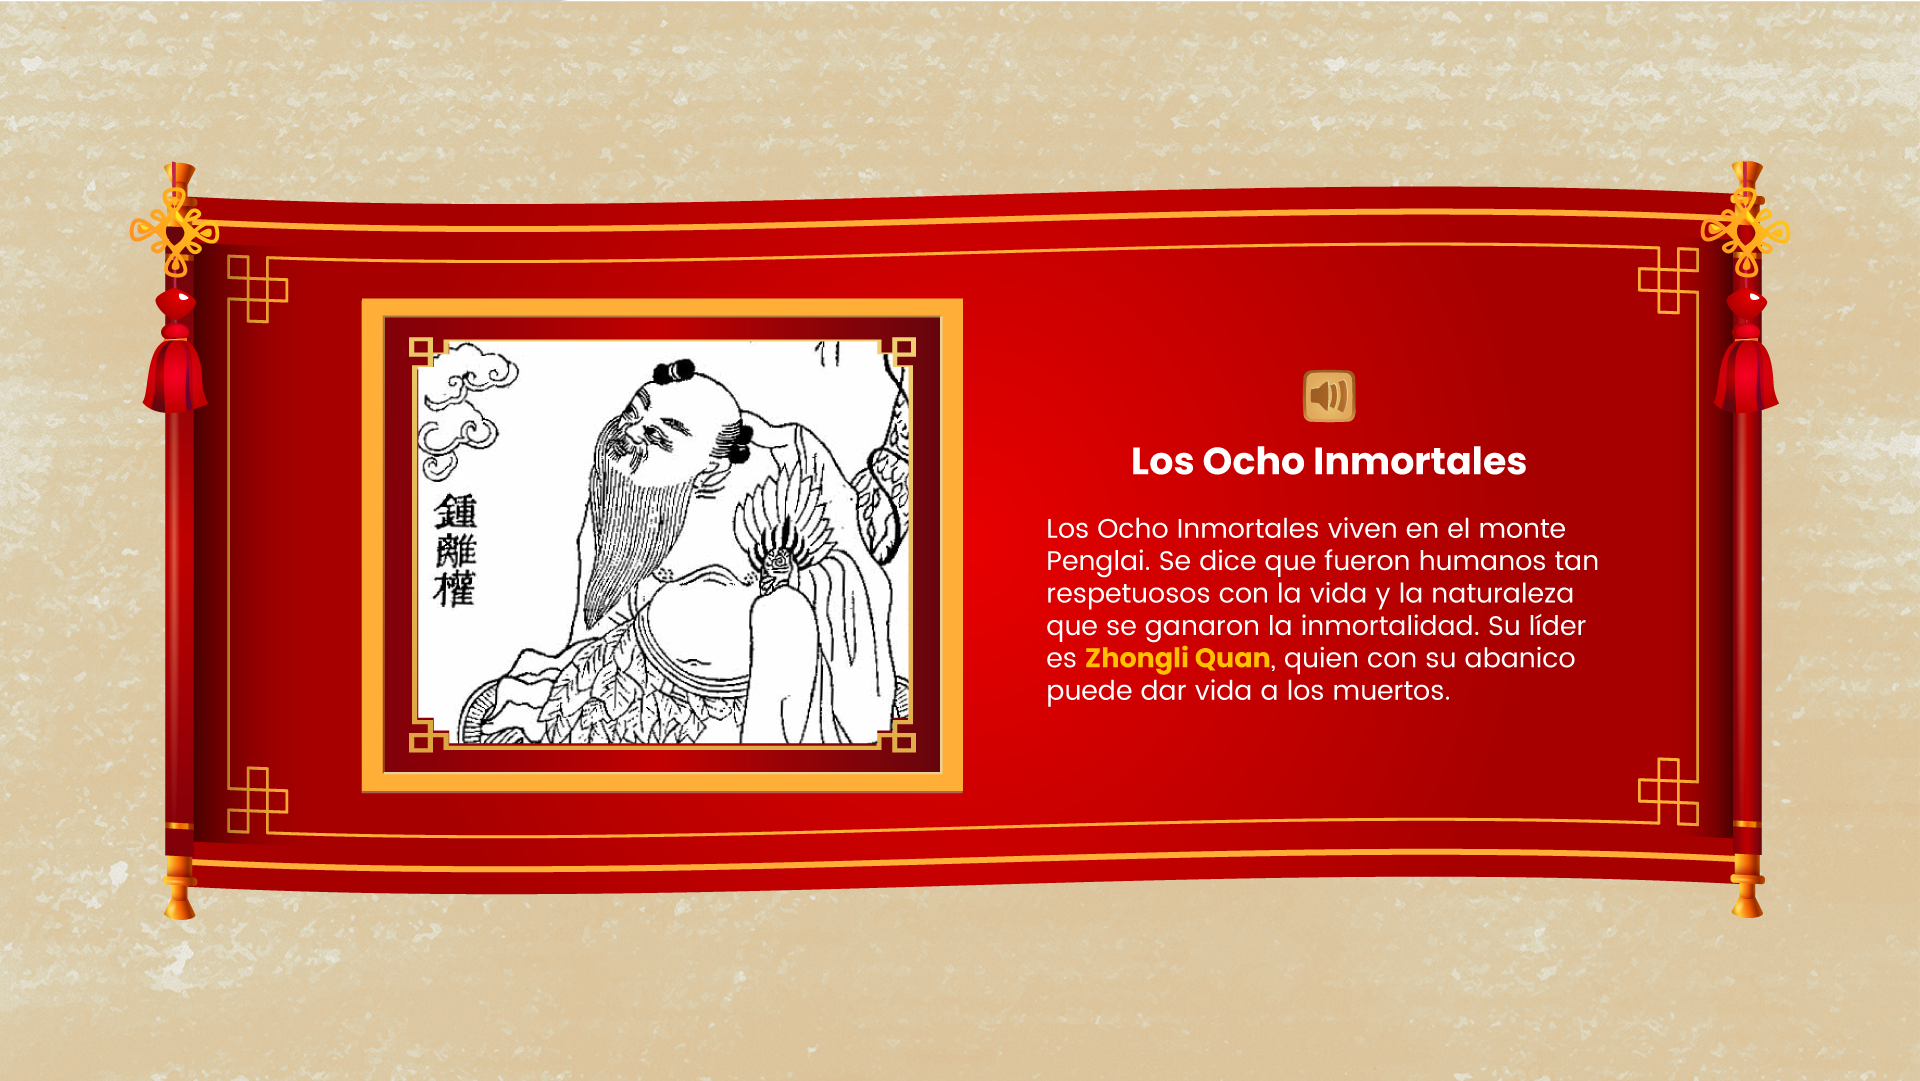 鍾離權
Los Ocho Inmortales
Los Ocho Inmortales viven en el monte
Penglai. Se dice que fueron humanos tan
respetuosos con la vida y la naturaleza
que se ganaron la inmortalidad. Su líder
es Zhongli Quan, quien con su abanico
puede dar vida a los muertos.